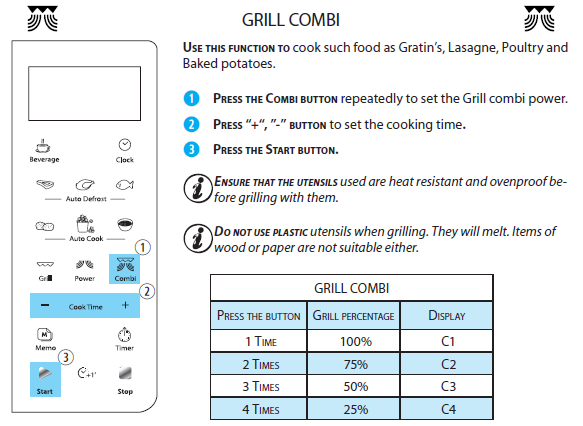 GRILL COMBI
USE THIS FUNCTION TO cook such food as Gratin's, Lasagne, Poultry and
Baked potatoes.
1 PRESS THE COMBI BUTTON repeatedly to set the Grill combi power.
2 PRESS "+", "-" BUTTON to set the cooking time.
3 PRESS THE START BUTTON.
ENSURE THAT THE UTENSILS used are heat resistant and ovenproof be-
fore grilling with them.
DO NOT USE PLASTIC utensils when grilling. They will melt. Items of
wood or paper are not suitable either.
GRILL COMBI
PRESS THE BUTTON GRILL PERCENTAGE DISPLAY
1 TIME 100% C1
2 TIMES 75% C2
3 TIMES 50% C3
4 TIMES 25% C4
Beverage Clock
Auto Defrost
Auto Cook
1
Grill Power Combi
2
- Cook Time +
M
Memo Timer
3
+1'
Start Stop